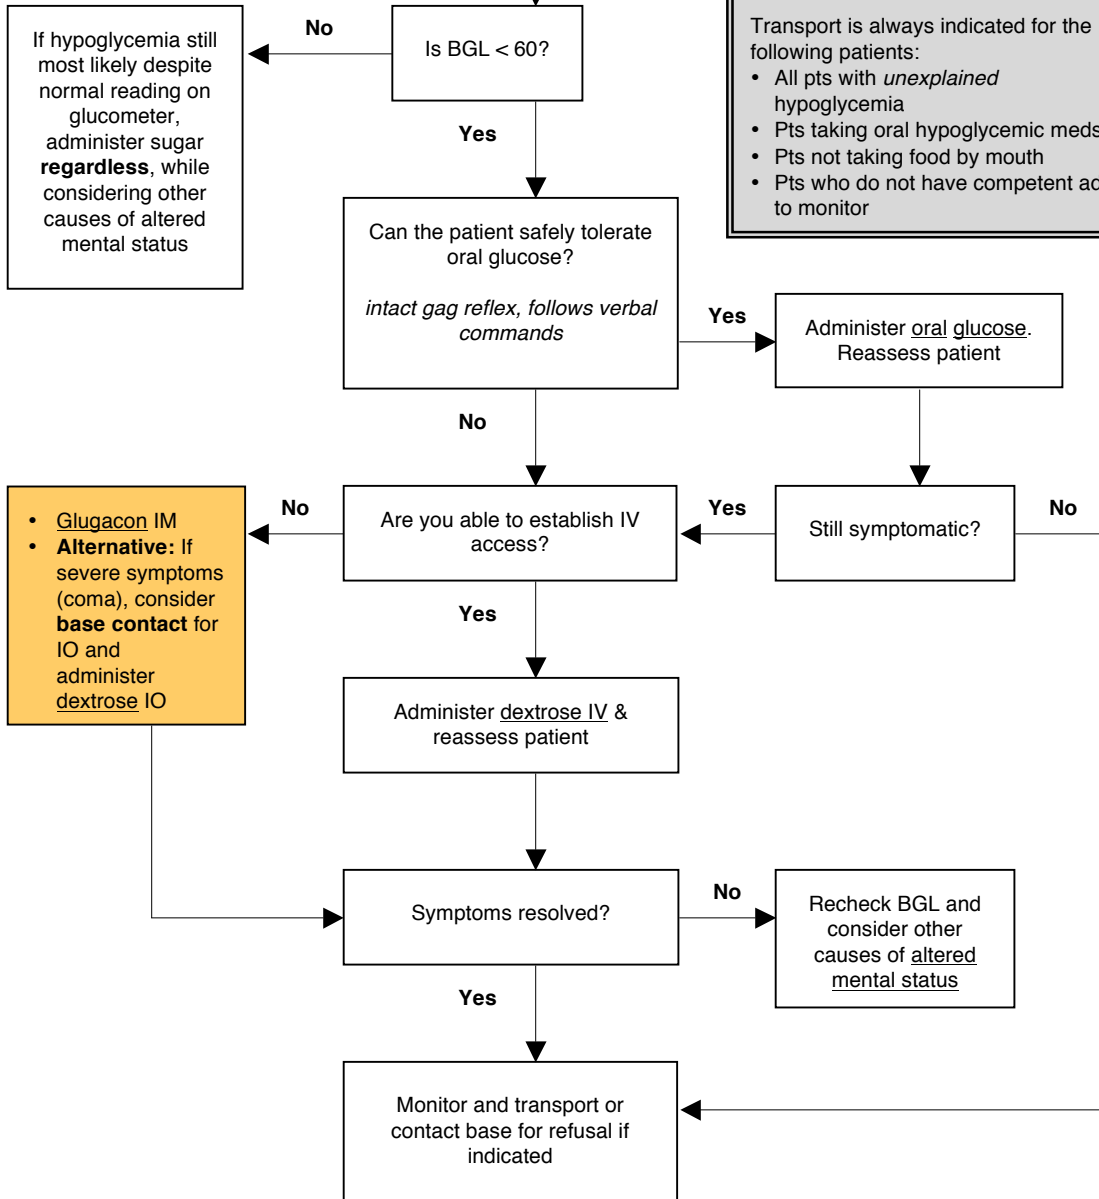 If hypoglycemia still
most likely despite
normal reading on
glucometer,
administer sugar
regardless, while
considering other
causes of altered
mental status
No
Is BGL < 60?
Transport is always indicated for the
following patients:
• All pts with unexplained
hypoglycemia
• Pts taking oral hypoglycemic meds
• Pts not taking food by mouth
• Pts who do not have competent
to monitor
Yes
Can the patient safely tolerate
oral glucose?
intact gag reflex, follows verbal
commands
Yes
Administer oral glucose.
Reassess patient
No
• Glugacon IM
• Alternative: If
severe symptoms
(coma), consider
base contact for
IO and
administer
dextrose IO
No
Are you able to establish IV
access?
Yes
Still symptomatic?
No
Yes
Administer dextrose IV &
reassess patient
Symptoms resolved?
No
Recheck BGL and
consider other
causes of altered
mental status
Yes
Monitor and transport or
contact base for refusal if
indicated